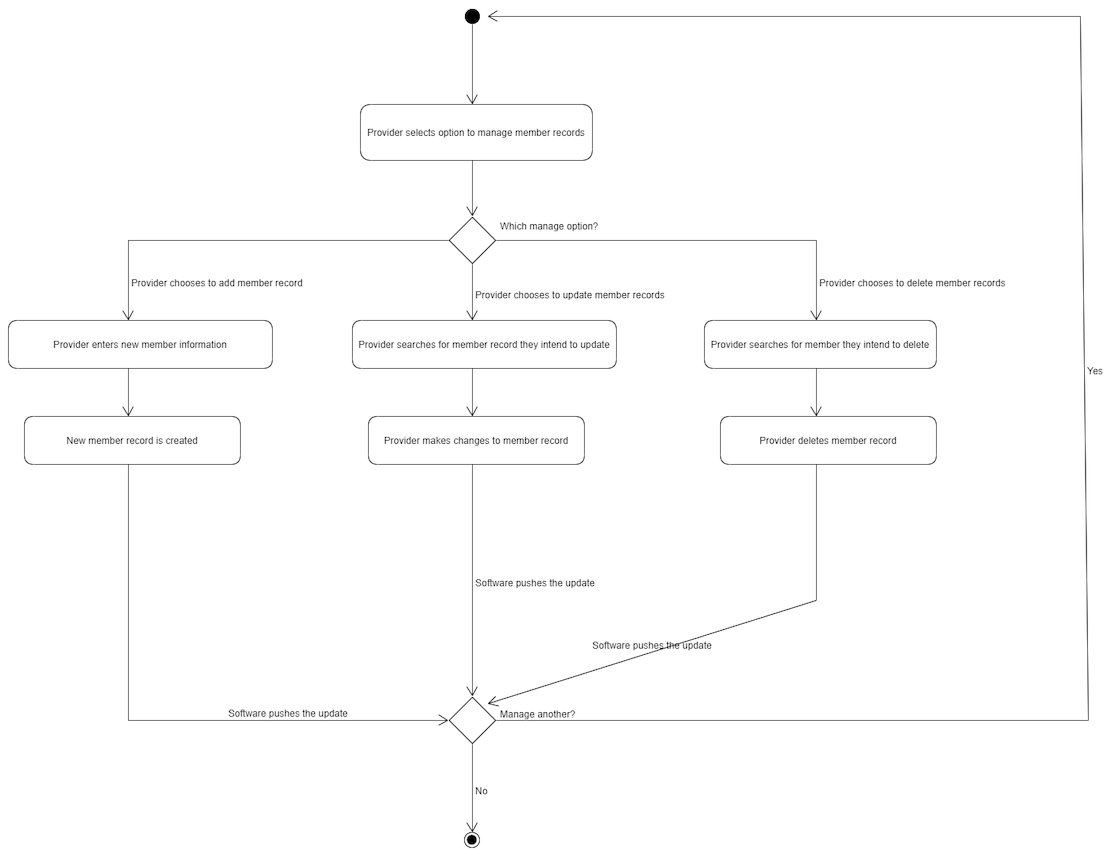 Provider selects option to manage member records
Which manage option?
Provider chooses to add member record
Provider chooses to update member records
Provider chooses to delete member records
Provider enters new member information
Provider searches for member record they intend to update
Provider searches for member they intend to delete
Yes
New member record is created
Provider makes changes to member record
Provider deletes member record
Software pushes the update
Software pushes the update
Software pushes the update
Manage another?
No